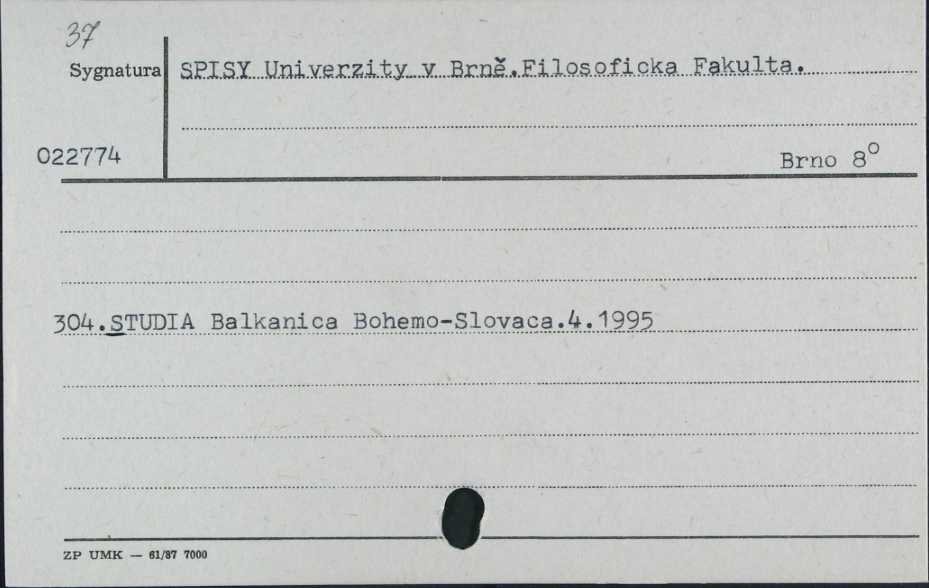 37
Sygnatura
SPISY Univerzity v Brně.Filosoficka Fakulta.
022774
Brno 8°
304.STUDIA Balkanica Bohemo-Slovaca.4.1995
ZP UMK — 61/87 7000